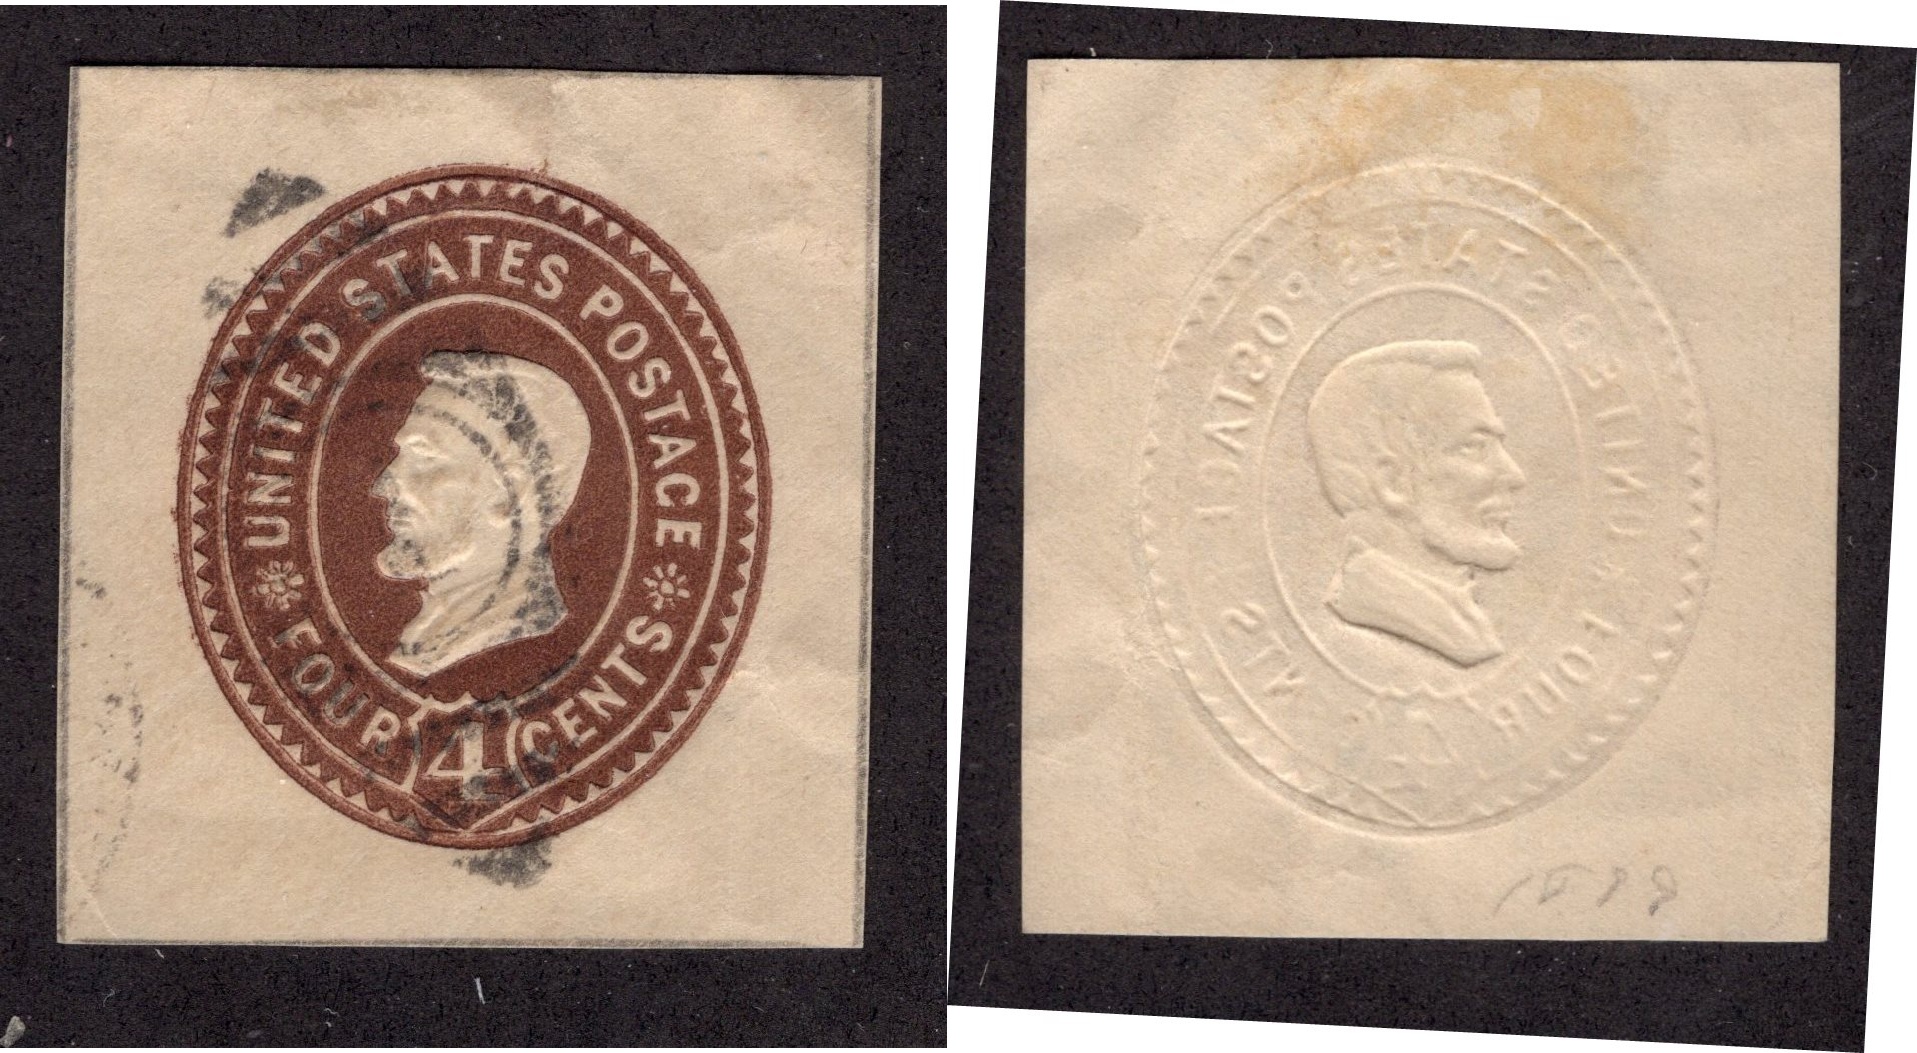 UNITED STATES POSTAGE
FOUR 4 CENTS